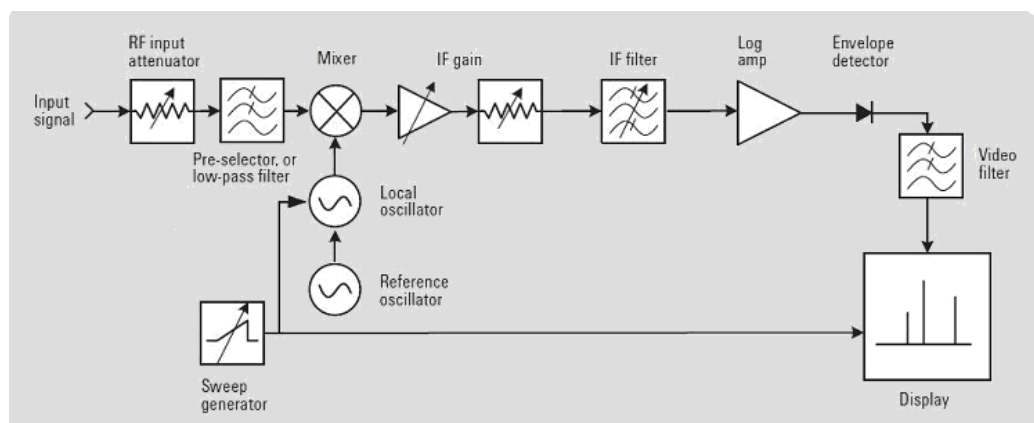 RF input
attenuator
Mixer
IF gain
IF filter
Log
amp
Envelope
detector
Input
signal
Pre-selector, or
low-pass filter
Video
filter
Local
oscillator
Reference
oscillator
Sweep
generator
Display